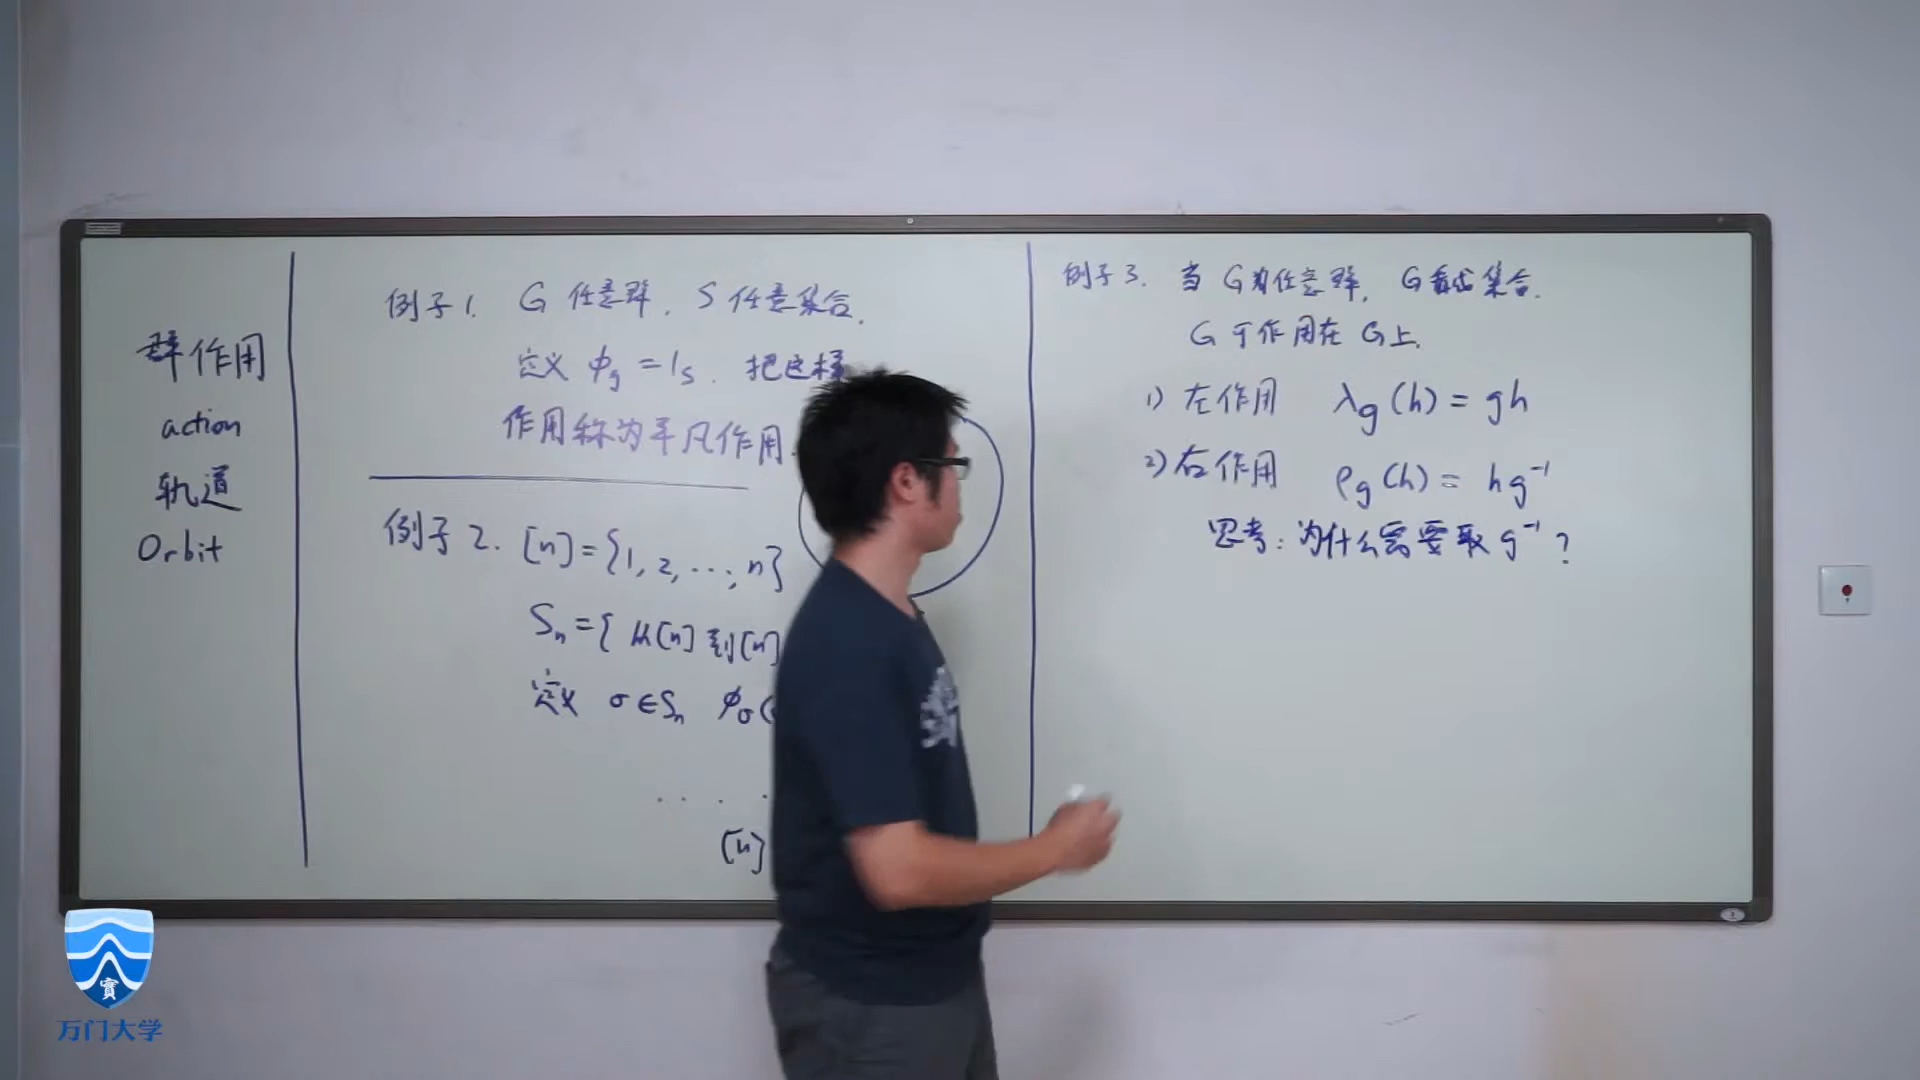 群作用
action
轨道
Orbit
例子1. G 任意群, S 任意集合.
定义 ϕg = 1s. 把这样
作用称为平凡作用.
例子 2. [n]={1, 2, ..., n}
Sn={ 从[n] 到[n]
定义 σ∈Sn ϕσ(
.. . .
[n]
例子 3. 当 G为任意群, G看成集合.
G 可作用在 G上.
1) 左作用 λg(h) = gh
2) 右作用 ρg(h) = hg⁻¹
思考: 为什么需要取 g⁻¹ ?
實
万门大学